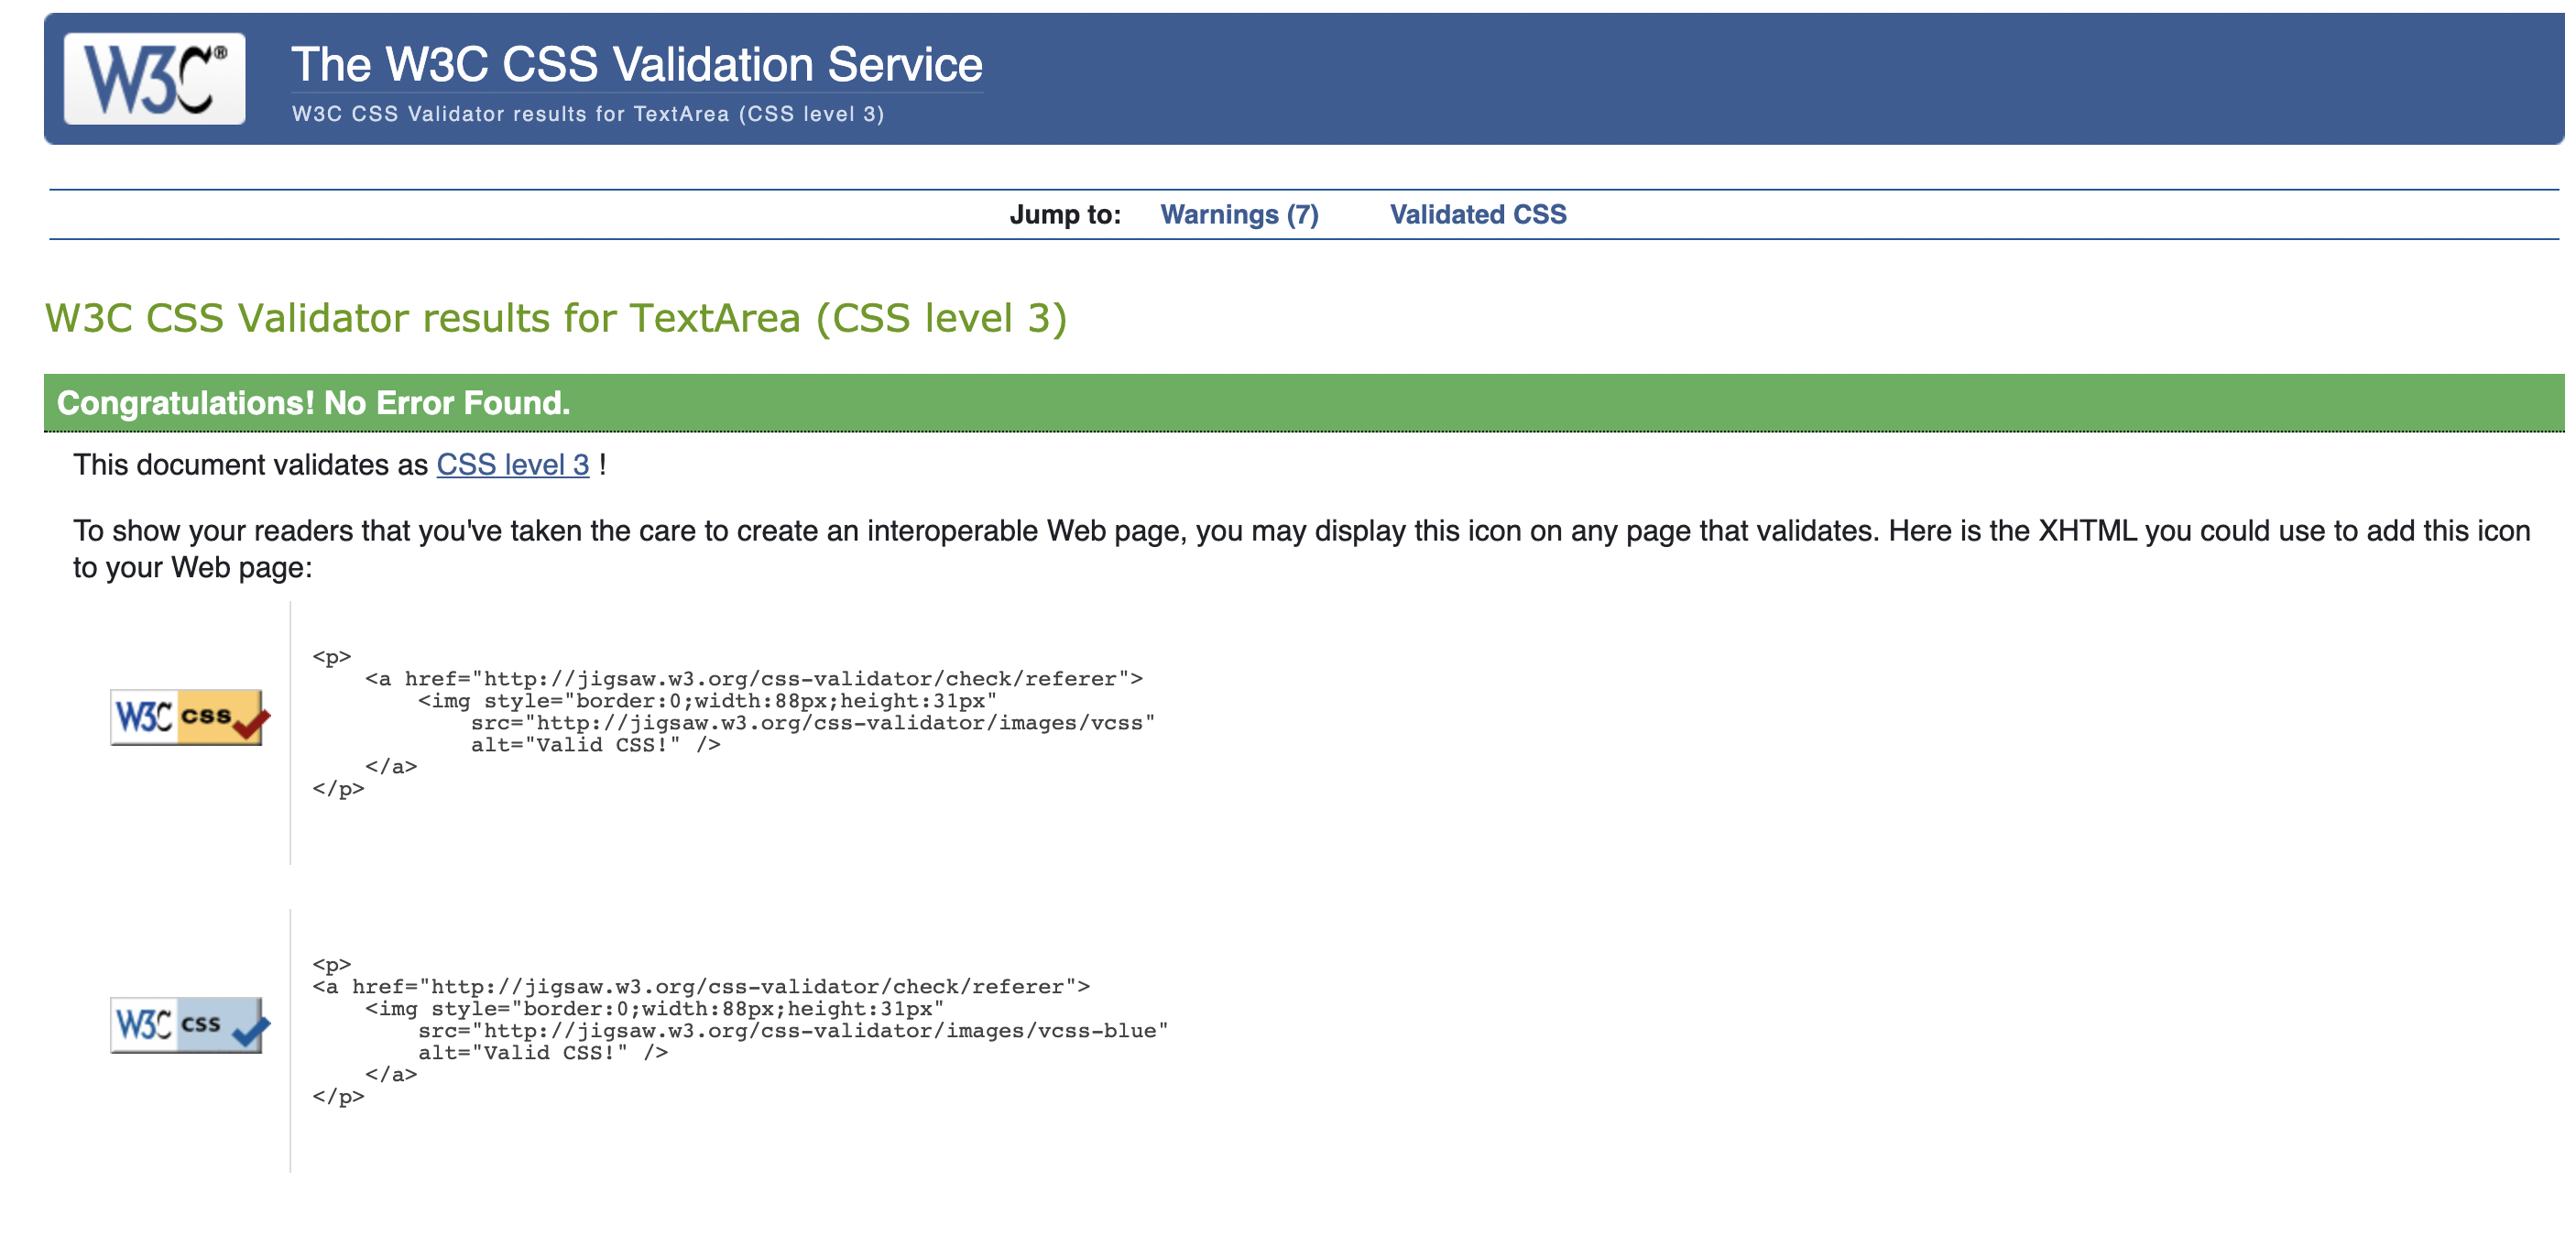 W3C®
The W3C CSS Validation Service
W3C CSS Validator results for TextArea (CSS level 3)
Jump to: Warnings (7) Validated CSS
W3C CSS Validator results for TextArea (CSS level 3)
Congratulations! No Error Found.
This document validates as CSS level 3 !
To show your readers that you've taken the care to create an interoperable Web page, you may display this icon on any page that validates. Here is the XHTML you could use to add this icon
to your Web page:
W3C css
<p>
<a href="http://jigsaw.w3.org/css-validator/check/referer">
<img style="border:0;width:88px;height:31px"
src="http://jigsaw.w3.org/css-validator/images/vcss"
alt="Valid CSS!" />
</a>
</p>
W3C css
<p>
<a href="http://jigsaw.w3.org/css-validator/check/referer">
<img style="border:0;width:88px;height:31px"
src="http://jigsaw.w3.org/css-validator/images/vcss-blue"
alt="Valid CSS!" />
</a>
</p>